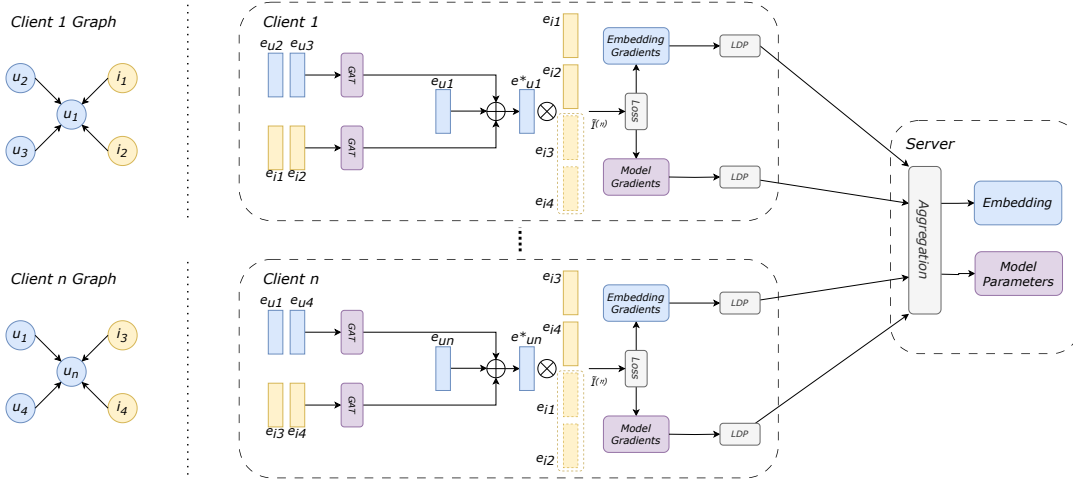 Client 1 Graph
u2
i1
u1
u3
i2
Client 1
eu2
eu3
GAT
eu1
e*u1
ei1
ei2
GAT
ei1
ei2
ei3
ei4
Loss
Embedding
Gradients
LDP
Model
Gradients
LDP
Server
Aggregation
Embedding
Model
Parameters
Client n Graph
u1
i3
un
u4
i4
Client n
eu1
eu4
GAT
eun
e*un
ei3
ei4
GAT
ei3
ei4
ei1
ei2
Loss
Embedding
Gradients
LDP
Model
Gradients
LDP